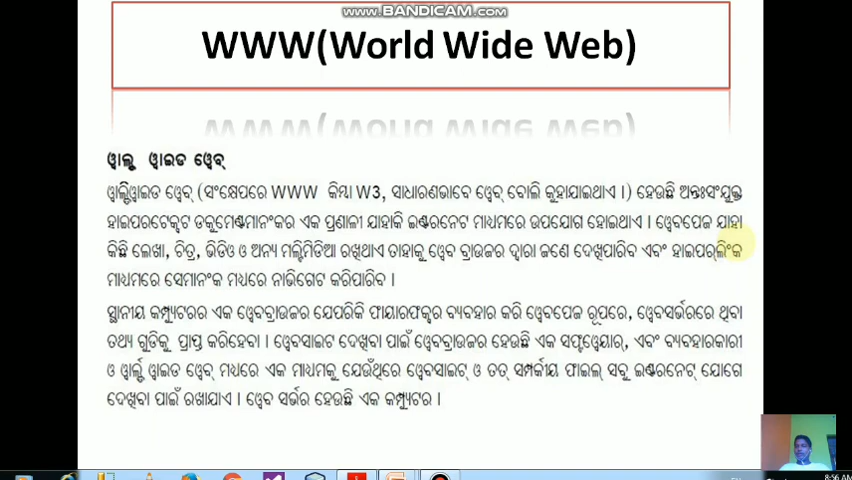 WWW.BANDICAM.COM
WWW(World Wide Web)
ୱାଲ୍ଡ ୱାଇଡ ୱେବ୍
ୱାଲ୍ଡୱାଇଡ ୱେବ୍ (ସଂକ୍ଷେପରେ WWW କିମ୍ବା W3, ସାଧାରଣଭାବେ ୱେବ୍ ବୋଲି କୁହାଯାଇଥାଏ ।) ହେଉଛି ଅନ୍ତଃସଂଯୁକ୍ତ
ହାଇପରଟେକ୍ସଟ ଡକୁମେଣ୍ଟମାନଂକର ଏକ ପ୍ରଣାଳୀ ଯାହାକି ଇଣ୍ଟରନେଟ ମାଧ୍ୟମରେ ଉପଯୋଗ ହୋଇଥାଏ । ୱେବପେଜ ଯାହା
କିଛି ଲେଖା, ଚିତ୍ର, ଭିଡିଓ ଓ ଅନ୍ୟ ମଲ୍ଟିମିଡିଆ ରଖିଥାଏ ତାହାକୁ ୱେବ ବ୍ରାଉଜର ଦ୍ୱାରା ଜଣେ ଦେଖିପାରିବ ଏବଂ ହାଇପର୍‌ଲିଂକ
ମାଧ୍ୟମରେ ସେମାନଂକ ମଧ୍ୟରେ ନାଭିଗେଟ କରିପାରିବ ।
ସ୍ଥାନୀୟ କମ୍ପ୍ୟୁଟରର ଏକ ୱେବବ୍ରାଉଜର ଯେପରିକି ଫାୟାରଫକ୍ସର ବ୍ୟବହାର କରି ୱେବପେଜ ରୂପରେ, ୱେବସର୍ଭରରେ ଥିବା
ତଥ୍ୟ ଗୁଡିକୁ ପ୍ରାପ୍ତ କରିହେବା । ୱେବସାଇଟ ଦେଖିବା ପାଇଁ ୱେବବ୍ରାଉଜର ହେଉଛି ଏକ ସଫ୍ଟୱେୟାର, ଏବଂ ବ୍ୟବହାରକାରୀ
ଓ ୱାର୍ଲ୍ଡ ୱାଇଡ ୱେବ୍ ମଧ୍ୟରେ ଏକ ମାଧ୍ୟମକୁ ଯେଉଁଥିରେ ୱେବସାଇଟ୍ ଓ ତତ୍ ସମ୍ପର୍କୀୟ ଫାଇଲ୍ ସବୁ ଇଣ୍ଟରନେଟ୍ ଯୋଗେ
ଦେଖିବା ପାଇଁ ରଖାଯାଏ । ୱେବ ସର୍ଭର ହେଉଛି ଏକ କମ୍ପ୍ୟୁଟର ।
8:56 AM